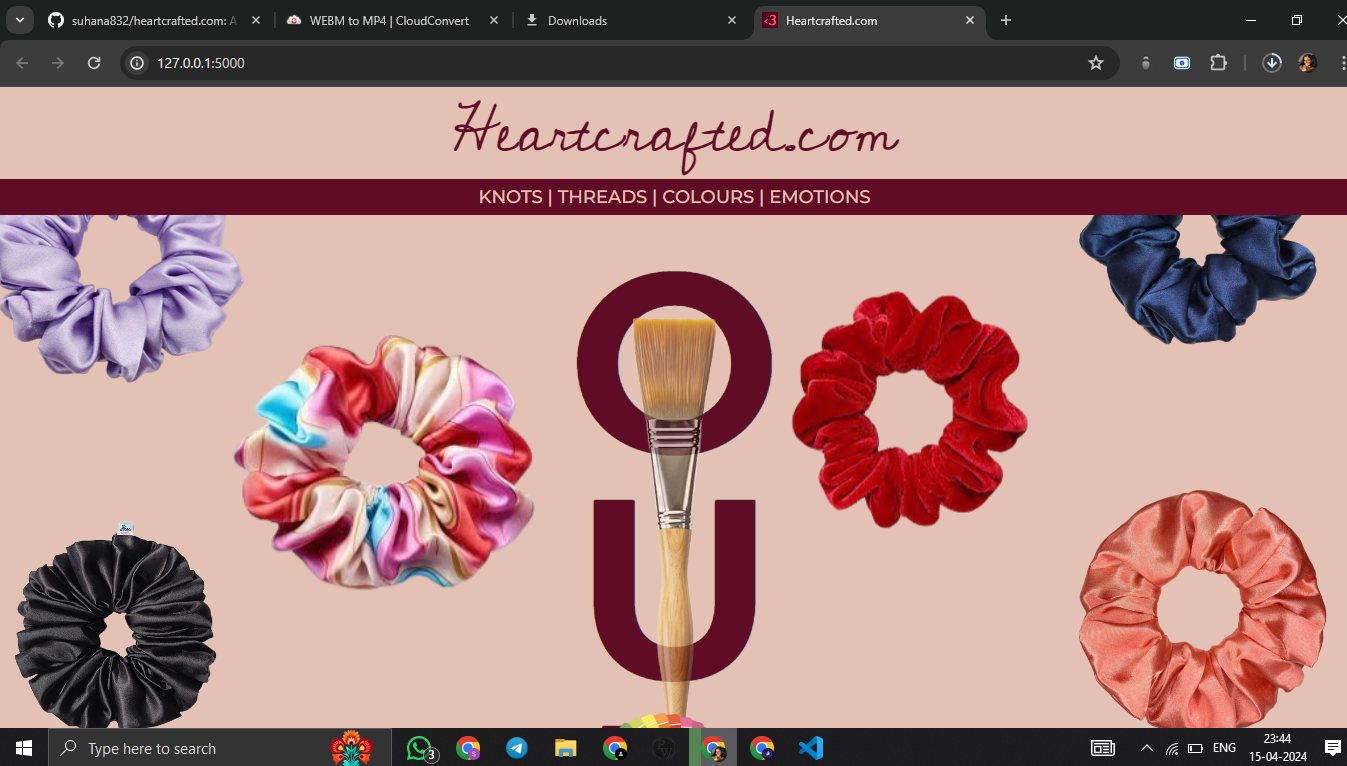 suhana832/heartcrafted.com: A
WEBM to MP4 | CloudConvert
Downloads
<3
Heartcrafted.com
127.0.0.1:5000
Heartcrafted.com
KNOTS | THREADS | COLOURS | EMOTIONS
O
U
Type here to search
3
ENG
23:44
15-04-2024